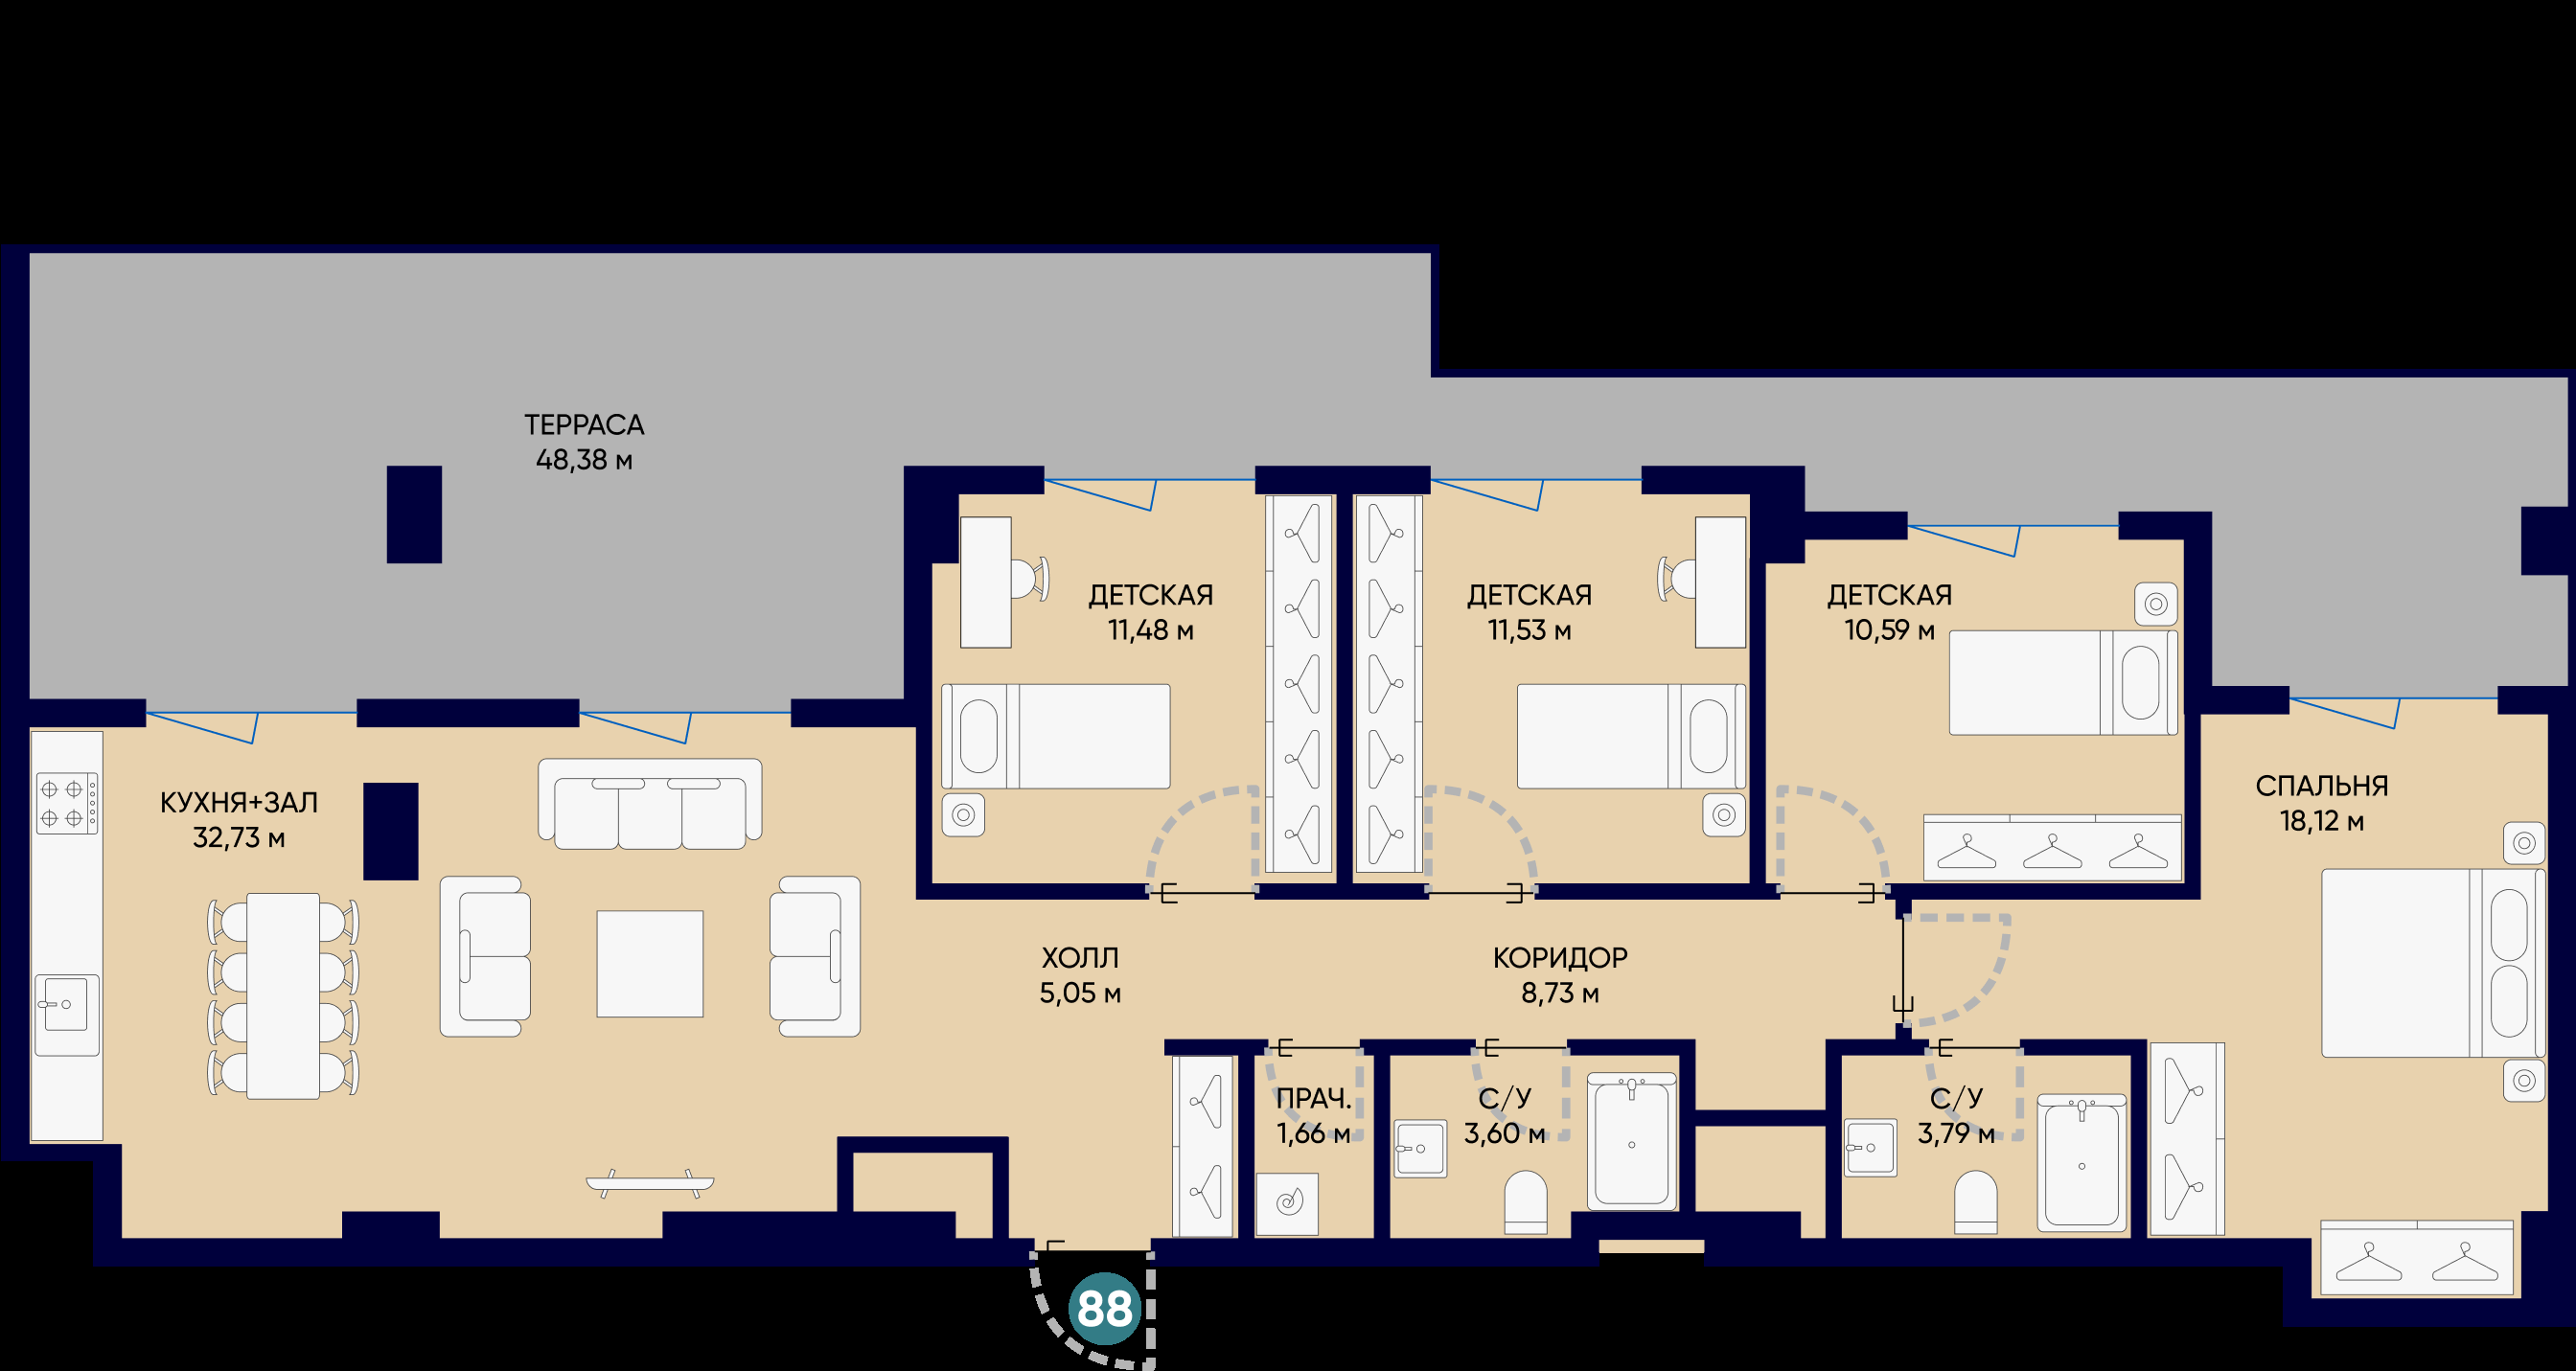 ТЕРРАСА
48,38 м
ДЕТСКАЯ
11,48 м
ДЕТСКАЯ
11,53 м
ДЕТСКАЯ
10,59 м
КУХНЯ+ЗАЛ
32,73 м
СПАЛЬНЯ
18,12 м
ХОЛЛ
5,05 м
КОРИДОР
8,73 м
ПРАЧ.
1,66 м
С/У
3,60 м
С/У
3,79 м
88